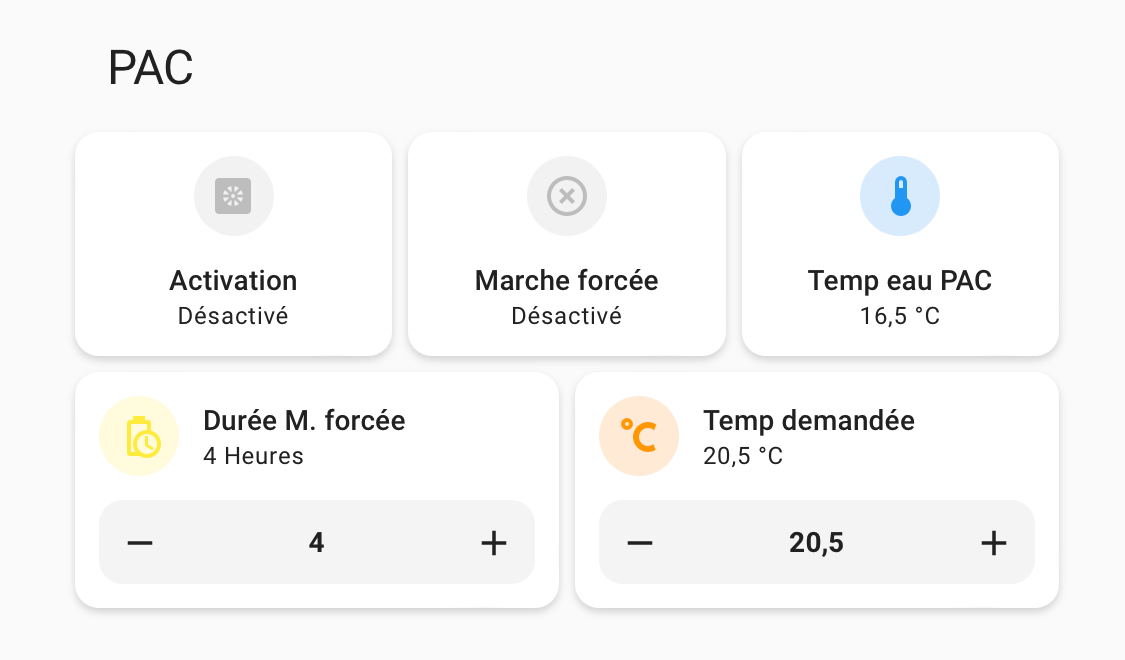 PAC
Activation
Désactivé
Marche forcée
Désactivé
Temp eau PAC
16,5 °C
Durée M. forcée
4 Heures
°C
Temp demandée
20,5 °C
− 4 +
− 20,5 +